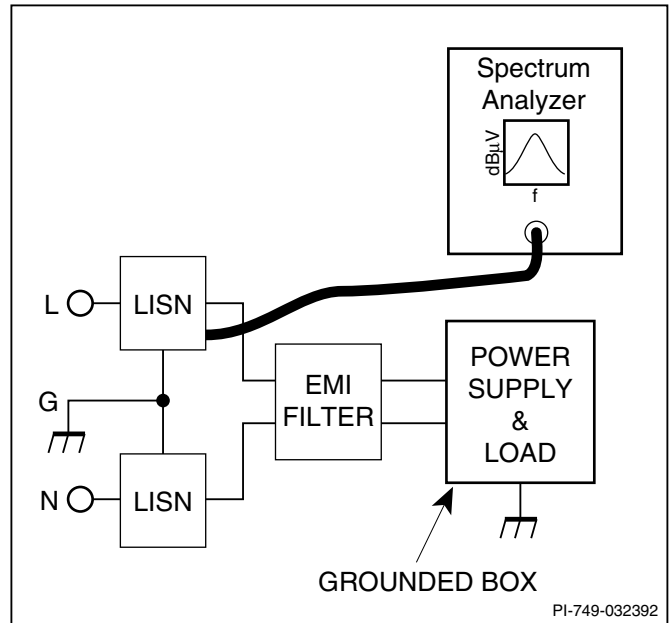 Spectrum
Analyzer
dBµV
f
L
LISN
G
N
LISN
EMI
FILTER
POWER
SUPPLY
&
LOAD
GROUNDED BOX
PI-749-032392